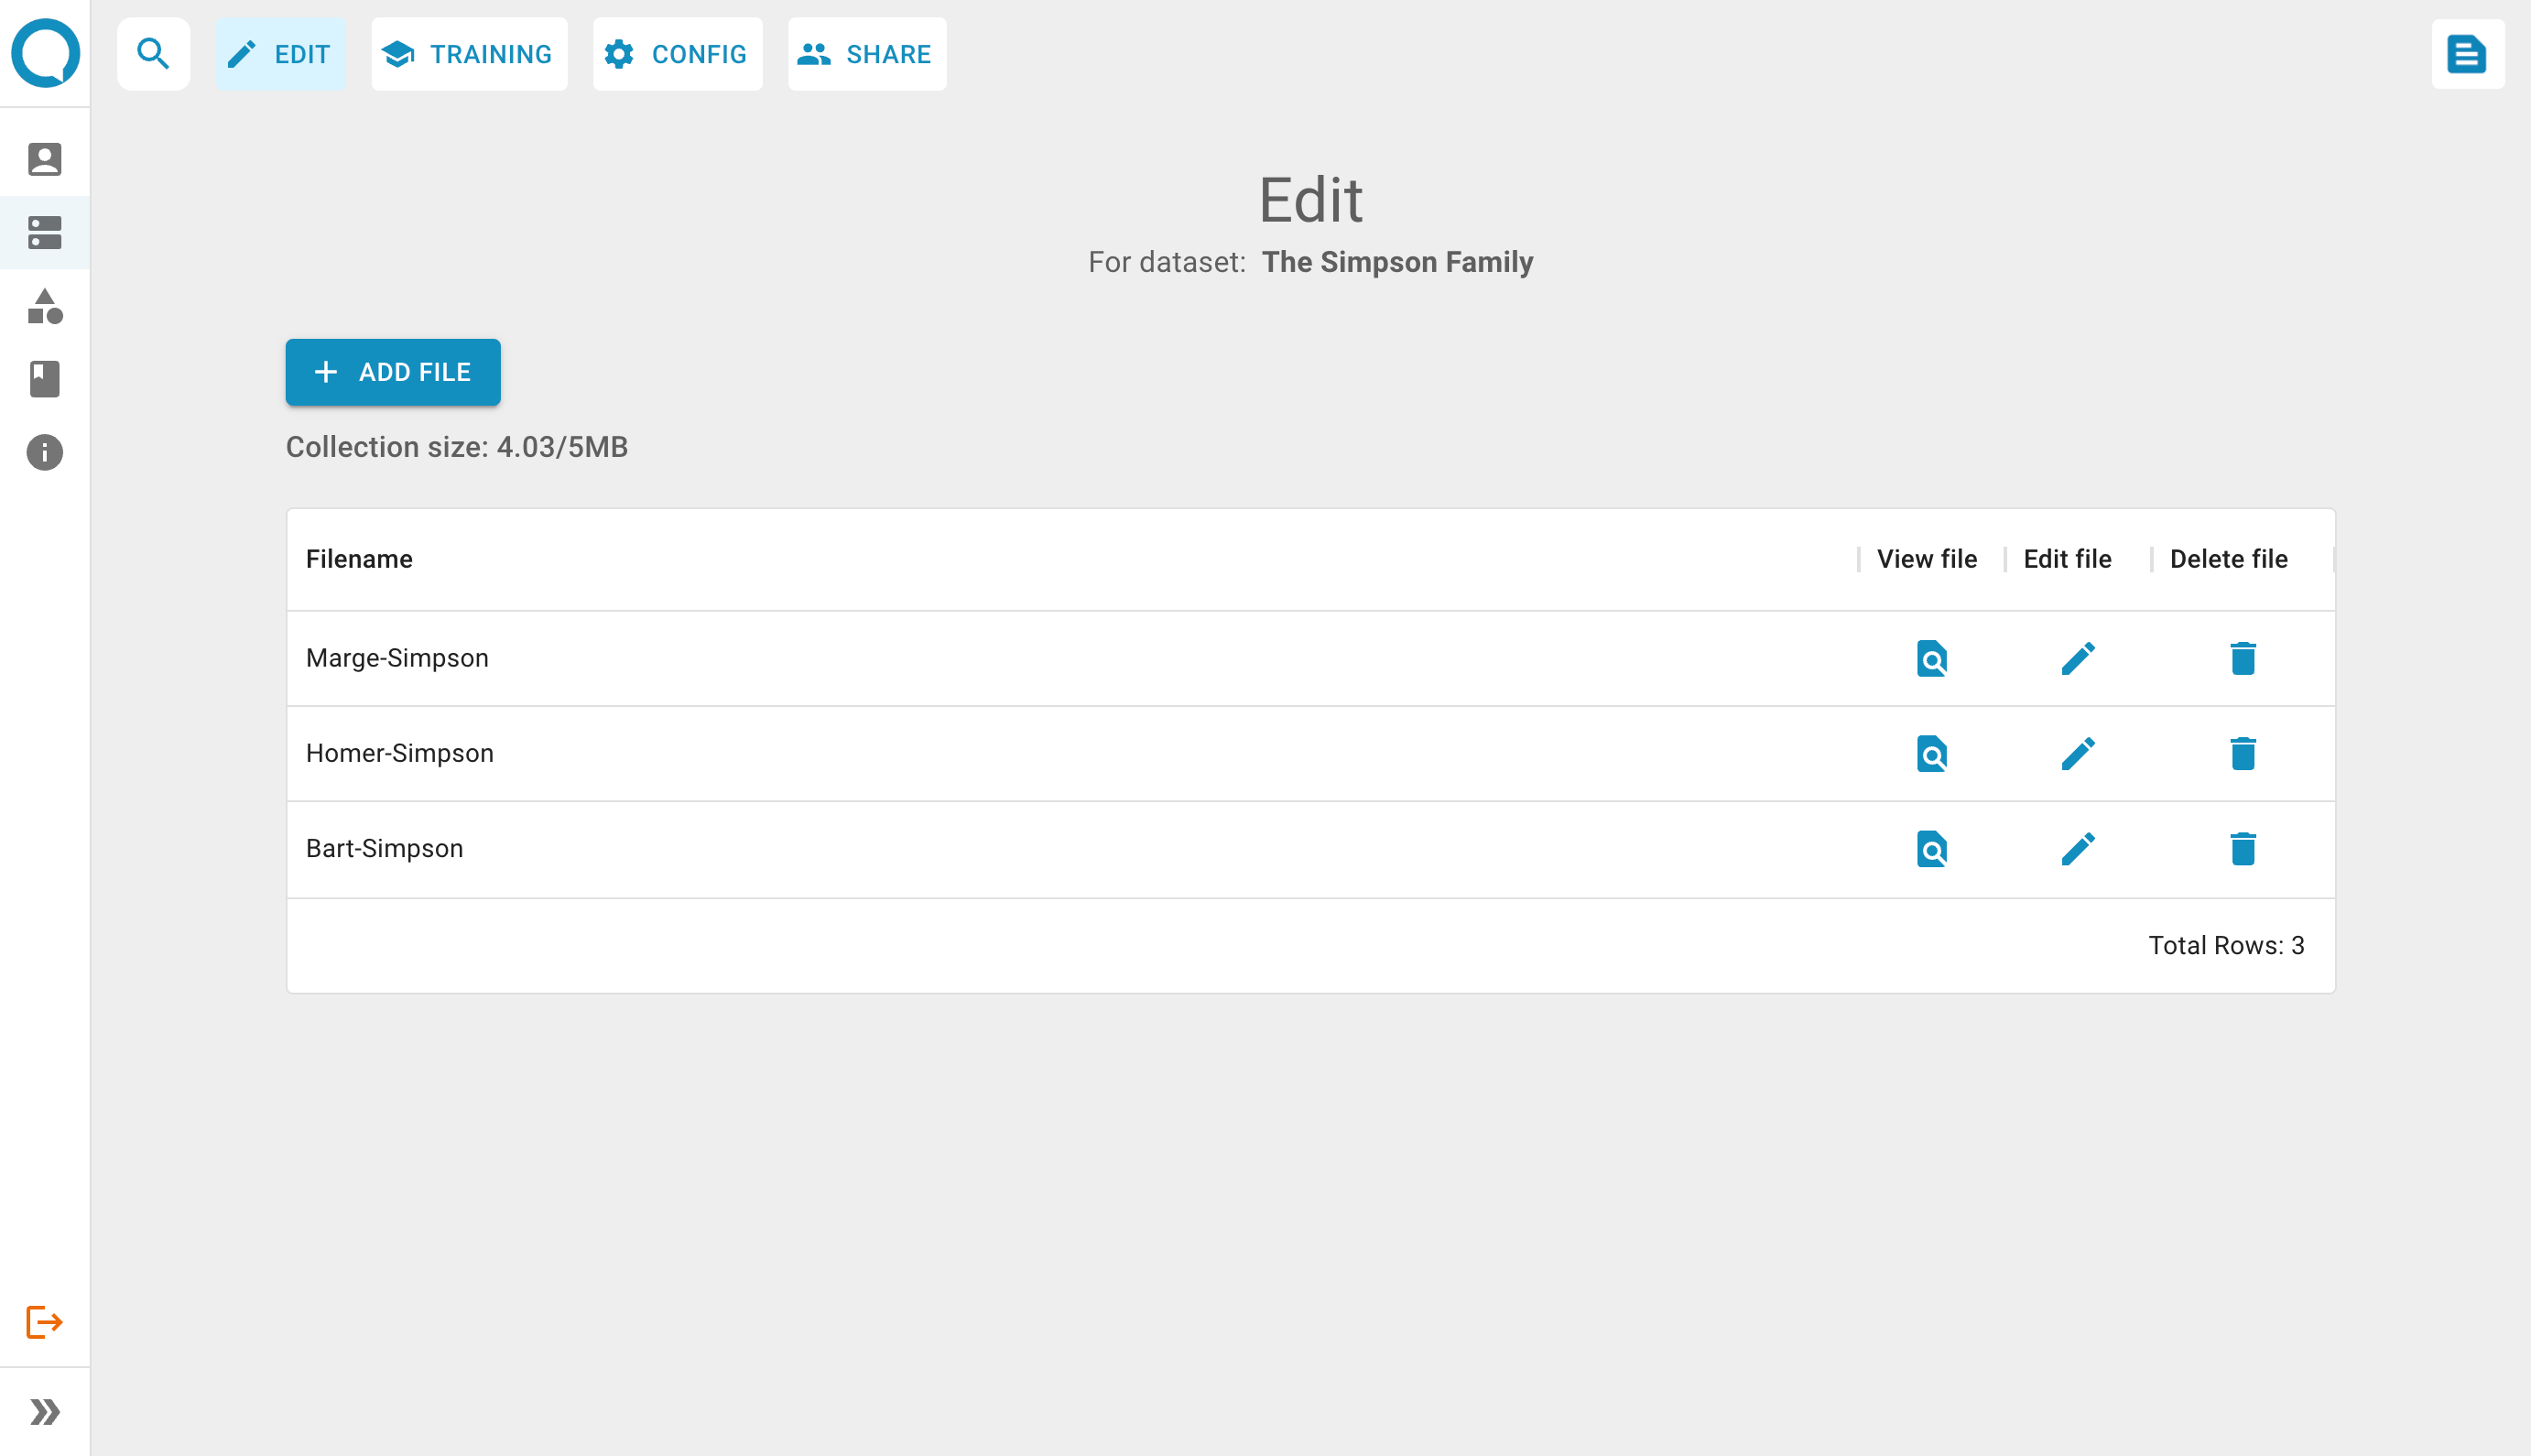 EDIT TRAINING CONFIG SHARE
Edit
For dataset: The Simpson Family
ADD FILE
Collection size: 4.03/5MB
Filename View file Edit file Delete file
Marge-Simpson
Homer-Simpson
Bart-Simpson
Total Rows: 3